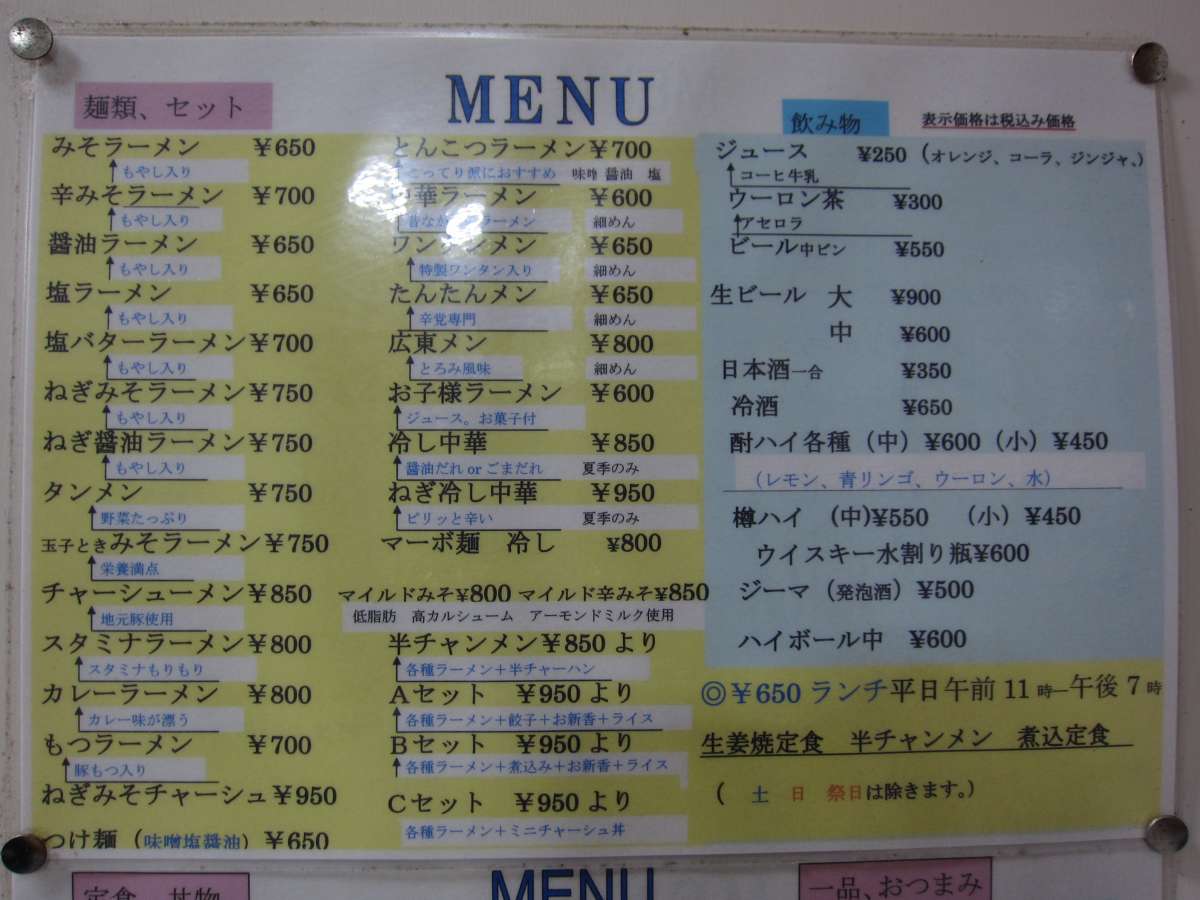 MENU
麺類、セット
みそラーメン ¥650
もやし入り
辛みそラーメン ¥700
もやし入り
醤油ラーメン ¥650
もやし入り
塩ラーメン ¥650
もやし入り
塩バターラーメン ¥700
もやし入り
ねぎみそラーメン ¥750
もやし入り
ねぎ醤油ラーメン ¥750
もやし入り
タンメン ¥750
野菜たっぷり
玉子ときみそラーメン ¥750
栄養満点
チャーシューメン ¥850
地元豚使用
スタミナラーメン ¥800
スタミナもりもり
カレーラーメン ¥800
カレー味が漂う
もつラーメン ¥700
豚もつ入り
ねぎみそチャーシュ ¥950
つけ麺(味噌塩醤油) ¥650
とんこつラーメン ¥700
こってり派におすすめ 味噌 醤油 塩
中華ラーメン ¥600
昔なが ラーメン 細めん
ワンタンメン ¥650
特製ワンタン入り 細めん
たんたんメン ¥650
辛党専門 細めん
広東メン ¥800
とろみ風味 細めん
お子様ラーメン ¥600
ジュース。お菓子付
冷し中華 ¥850
醤油だれ or ごまだれ 夏季のみ
ねぎ冷し中華 ¥950
ピリッと辛い 夏季のみ
マーボ麺 冷し ¥800
マイルドみそ¥800 マイルド辛みそ¥850
低脂肪 高カルシューム アーモンドミルク使用
半チャンメン ¥850 より
各種ラーメン+半チャーハン
Aセット ¥950 より
各種ラーメン+餃子+お新香+ライス
Bセット ¥950 より
各種ラーメン+煮込み+お新香+ライス
Cセット ¥950 より
各種ラーメン+ミニチャーシュ丼
飲み物 表示価格は税込み価格
ジュース ¥250(オレンジ、コーラ、ジンジャ、)
コーヒ牛乳
ウーロン茶 ¥300
アセロラ
ビール中ビン ¥550
生ビール 大 ¥900
中 ¥600
日本酒一合 ¥350
冷酒 ¥650
酎ハイ各種(中)¥600(小)¥450
(レモン、青リンゴ、ウーロン、水)
樽ハイ (中)¥550 (小)¥450
ウイスキー水割り瓶¥600
ジーマ(発泡酒)¥500
ハイボール中 ¥600
◎¥650 ランチ平日午前 11時—午後 7時
生姜焼定食 半チャンメン 煮込定食
( 土 日 祭日は除きます。)
定食、丼物
MENU
一品、おつまみ